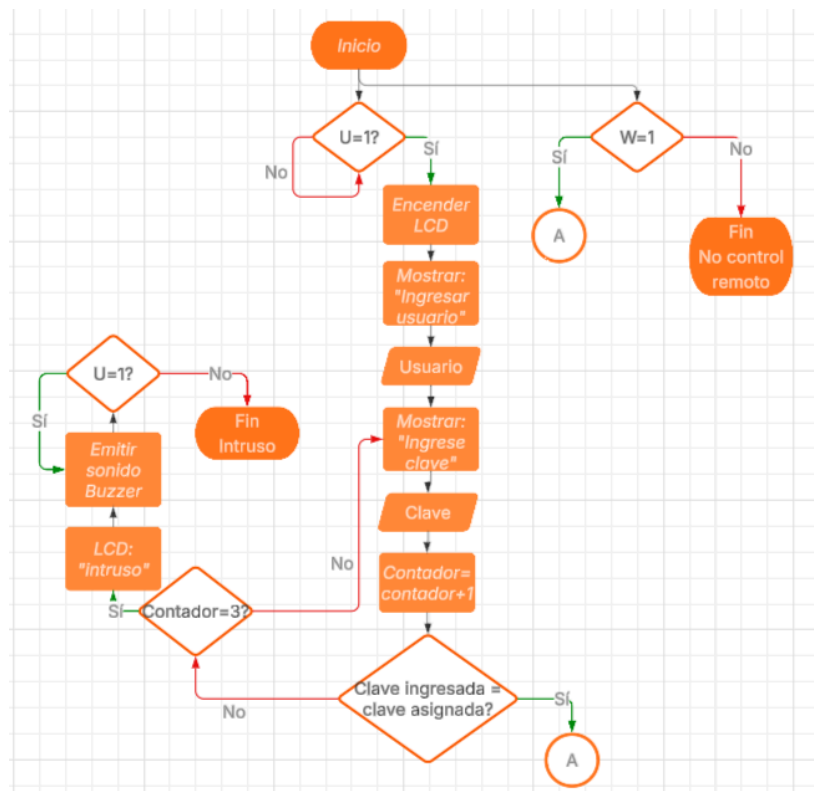 Inicio
U=1?
Sí
No
W=1
Sí
No
A
Fin
No control
remoto
Encender
LCD
Mostrar:
"Ingresar
usuario"
Usuario
Mostrar:
"Ingrese
clave"
Clave
Contador=
contador+1
Clave ingresada =
clave asignada?
Sí
A
No
Contador=3?
No
Sí
LCD:
"intruso"
Emitir
sonido
Buzzer
U=1?
Sí
No
Fin
Intruso